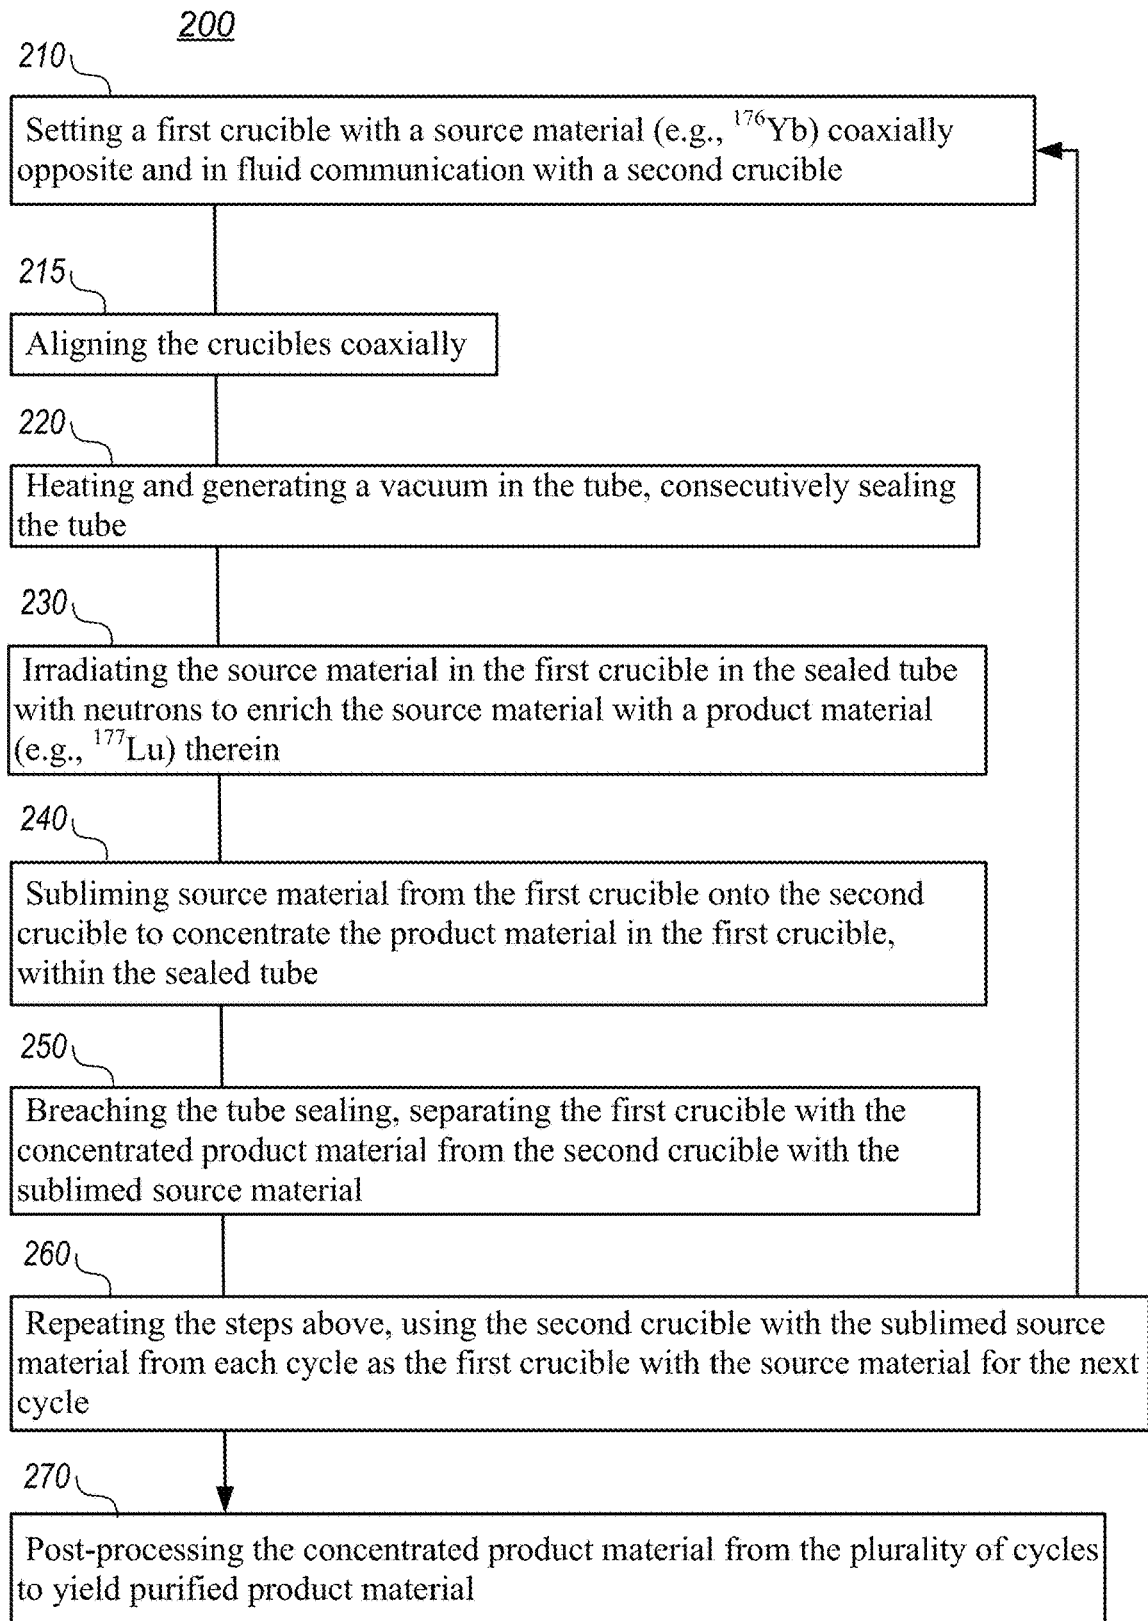 200
210
Setting a first crucible with a source material (e.g., ¹⁷⁶Yb) coaxially
opposite and in fluid communication with a second crucible
215
Aligning the crucibles coaxially
220
Heating and generating a vacuum in the tube, consecutively sealing
the tube
230
Irradiating the source material in the first crucible in the sealed tube
with neutrons to enrich the source material with a product material
(e.g., ¹⁷⁷Lu) therein
240
Subliming source material from the first crucible onto the second
crucible to concentrate the product material in the first crucible,
within the sealed tube
250
Breaching the tube sealing, separating the first crucible with the
concentrated product material from the second crucible with the
sublimed source material
260
Repeating the steps above, using the second crucible with the sublimed source
material from each cycle as the first crucible with the source material for the next
cycle
270
Post-processing the concentrated product material from the plurality of cycles
to yield purified product material